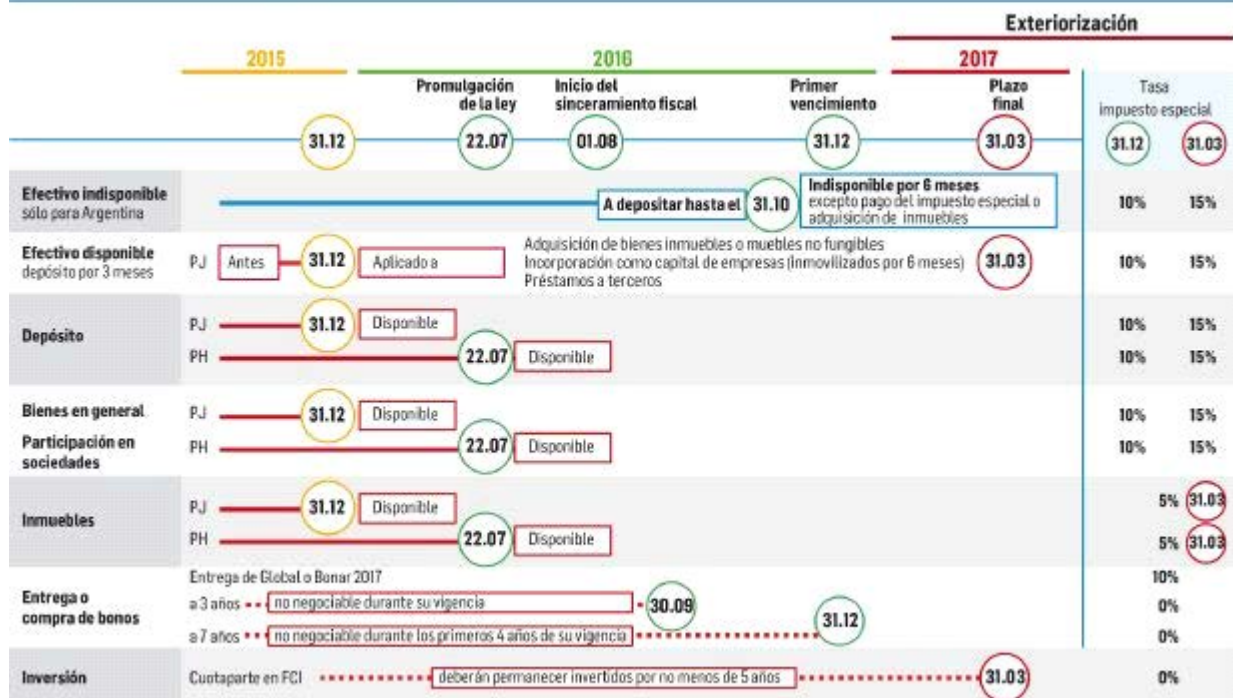 Exteriorización
2015 2016 2017
Promulgación de la ley
Inicio del sinceramiento fiscal
Primer vencimiento
Plazo final
Tasa impuesto especial
31.12 22.07 01.08 31.12 31.03 31.12 31.03
Efectivo indisponible
sólo para Argentina
A depositar hasta el 31.10
Indisponible por 6 meses
excepto pago del impuesto especial o
adquisición de inmuebles
10% 15%
Efectivo disponible
depósito por 3 meses
PJ Antes 31.12 Aplicado a
Adquisición de bienes inmuebles o muebles no fungibles
Incorporación como capital de empresas (inmovilizados por 6 meses)
Préstamos a terceros
31.03 10% 15%
Depósito
PJ 31.12 Disponible 10% 15%
PH 22.07 Disponible 10% 15%
Bienes en general
Participación en
sociedades
PJ 31.12 Disponible 10% 15%
PH 22.07 Disponible 10% 15%
Inmuebles
PJ 31.12 Disponible 5% 31.03
PH 22.07 Disponible 5% 31.03
Entrega o
compra de bonos
Entrega de Global o Bonar 2017 10%
a 3 años no negociable durante su vigencia 30.09 0%
a 7 años no negociable durante los primeros 4 años de su vigencia 31.12 0%
Inversión
Cuotaparte en FCI deberán permanecer invertidos por no menos de 5 años 31.03 0%